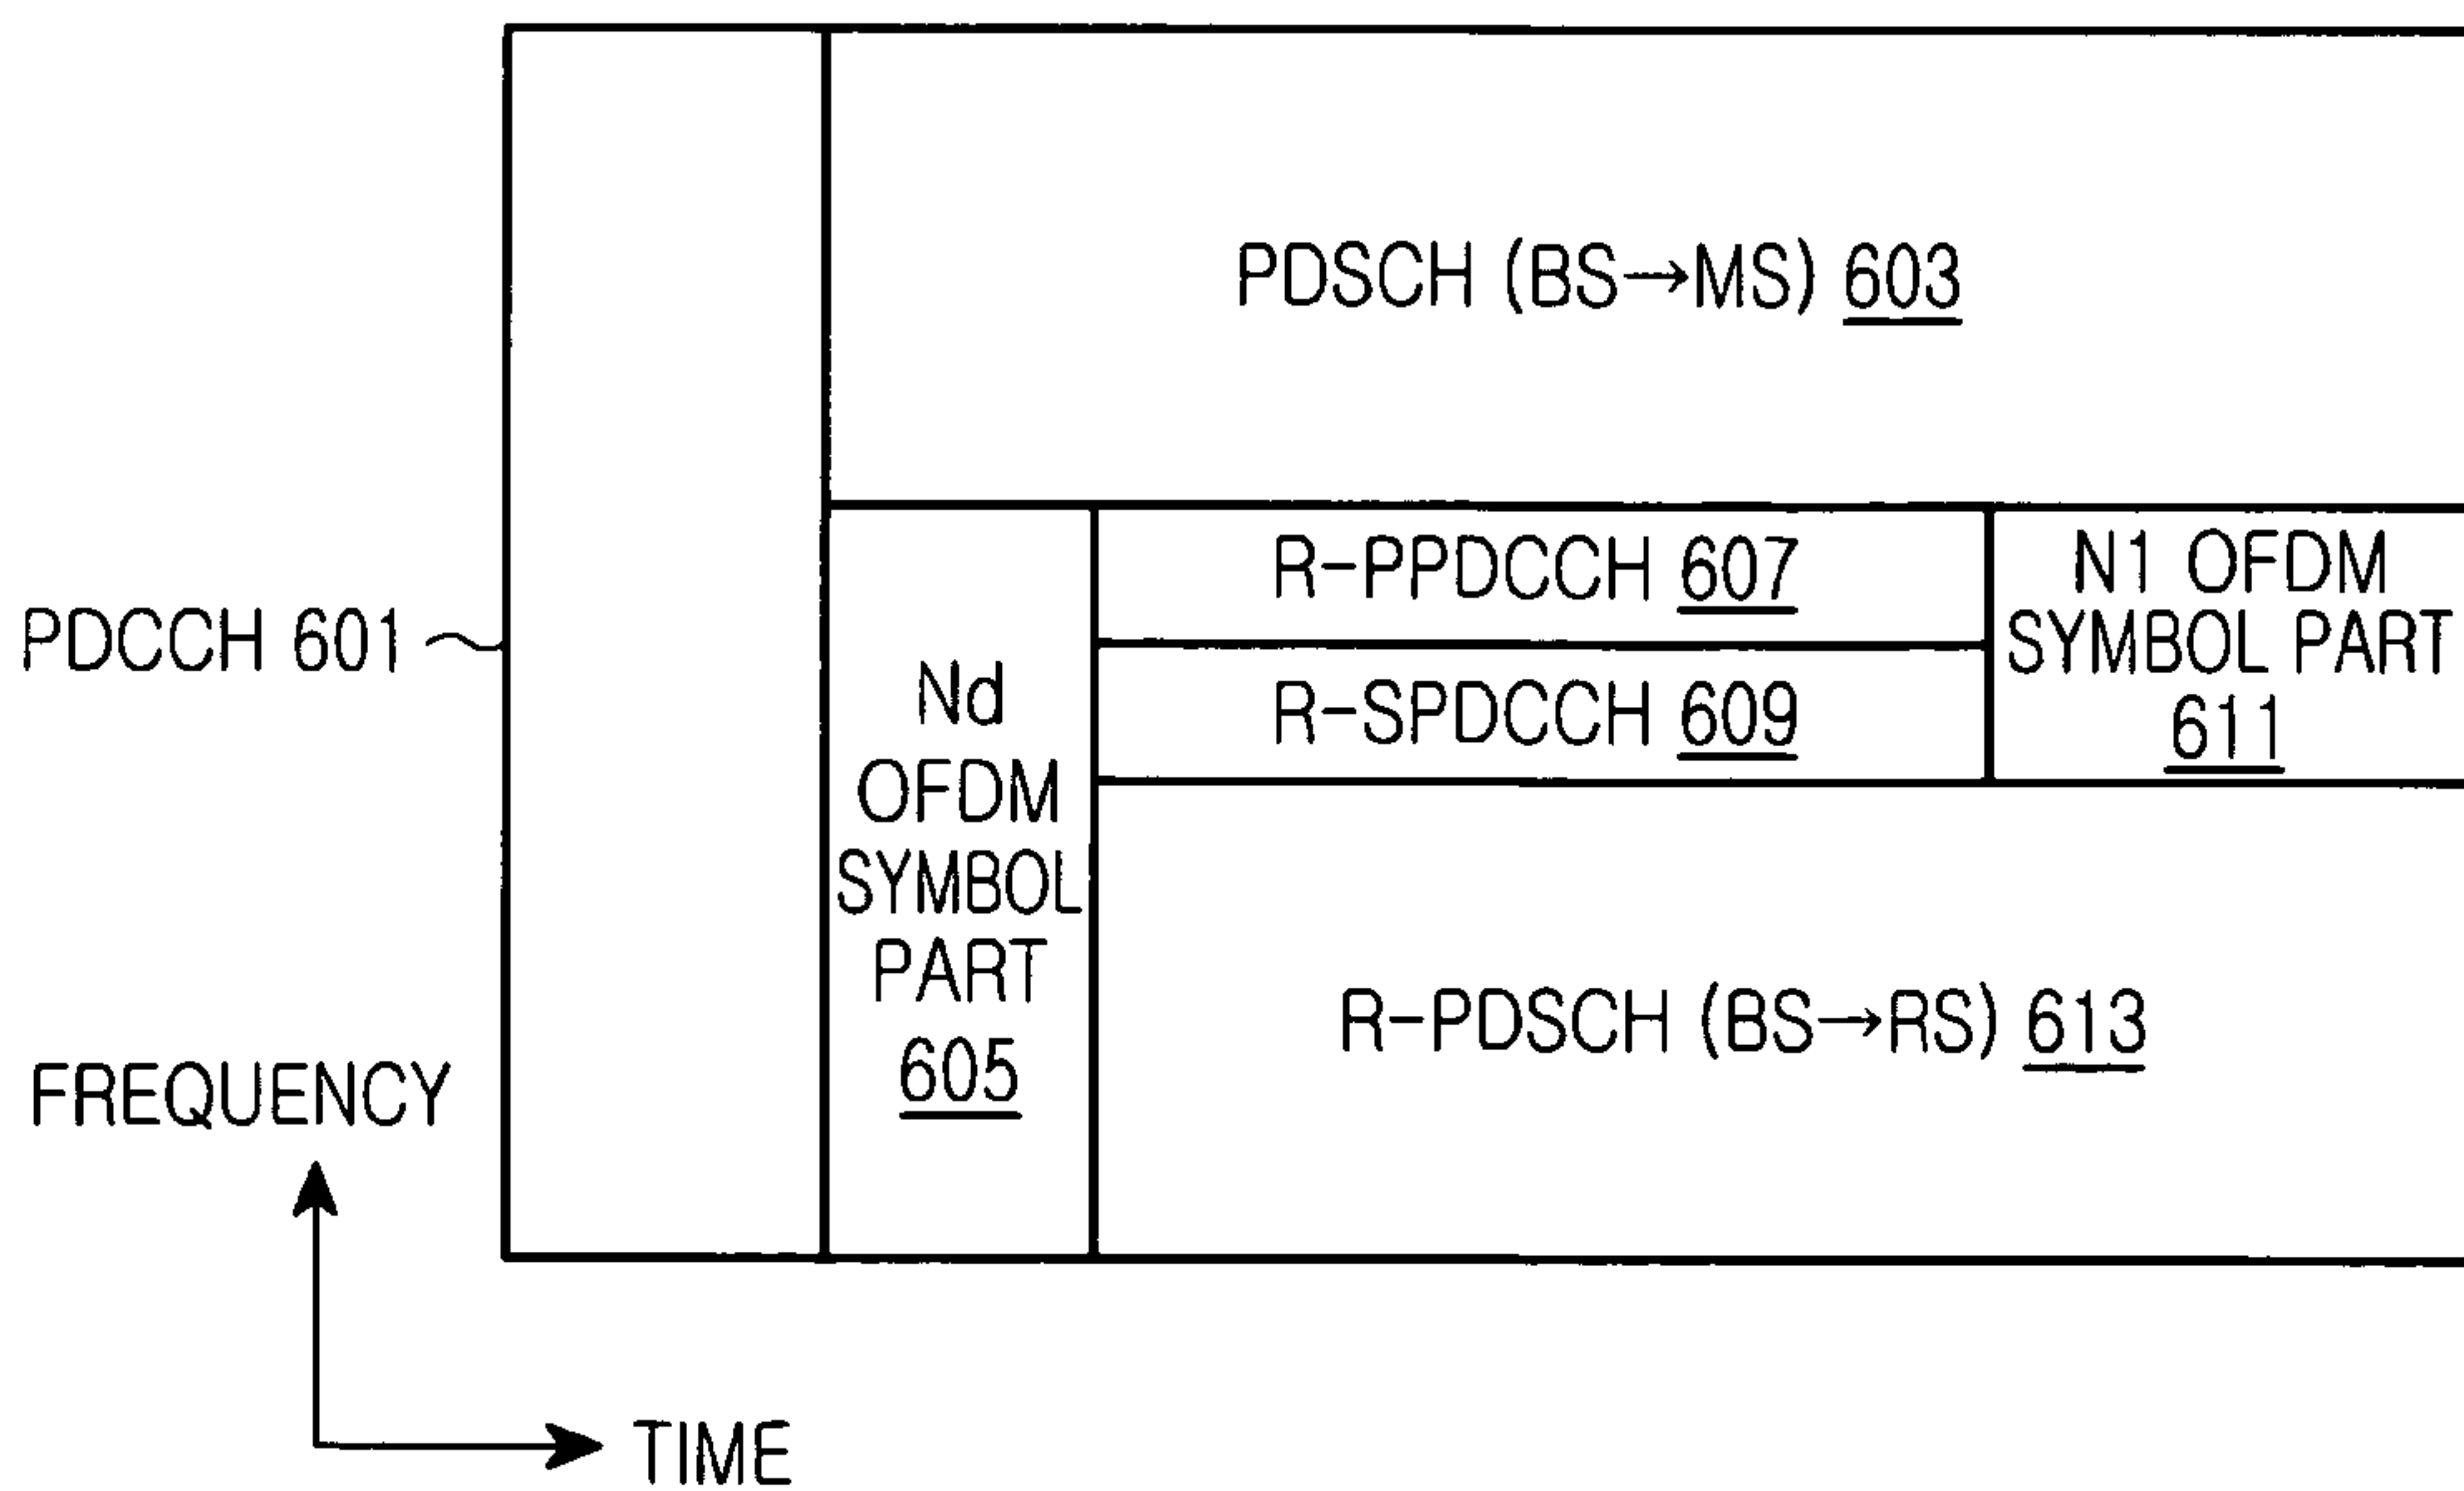 PDSCH (BS→MS) 603
R-PPDCCH 607
N1 OFDM
SYMBOL PART
611
PDCCH 601
R-SPDCCH 609
Nd
OFDM
SYMBOL
PART
605
R-PDSCH (BS→RS) 613
FREQUENCY
TIME